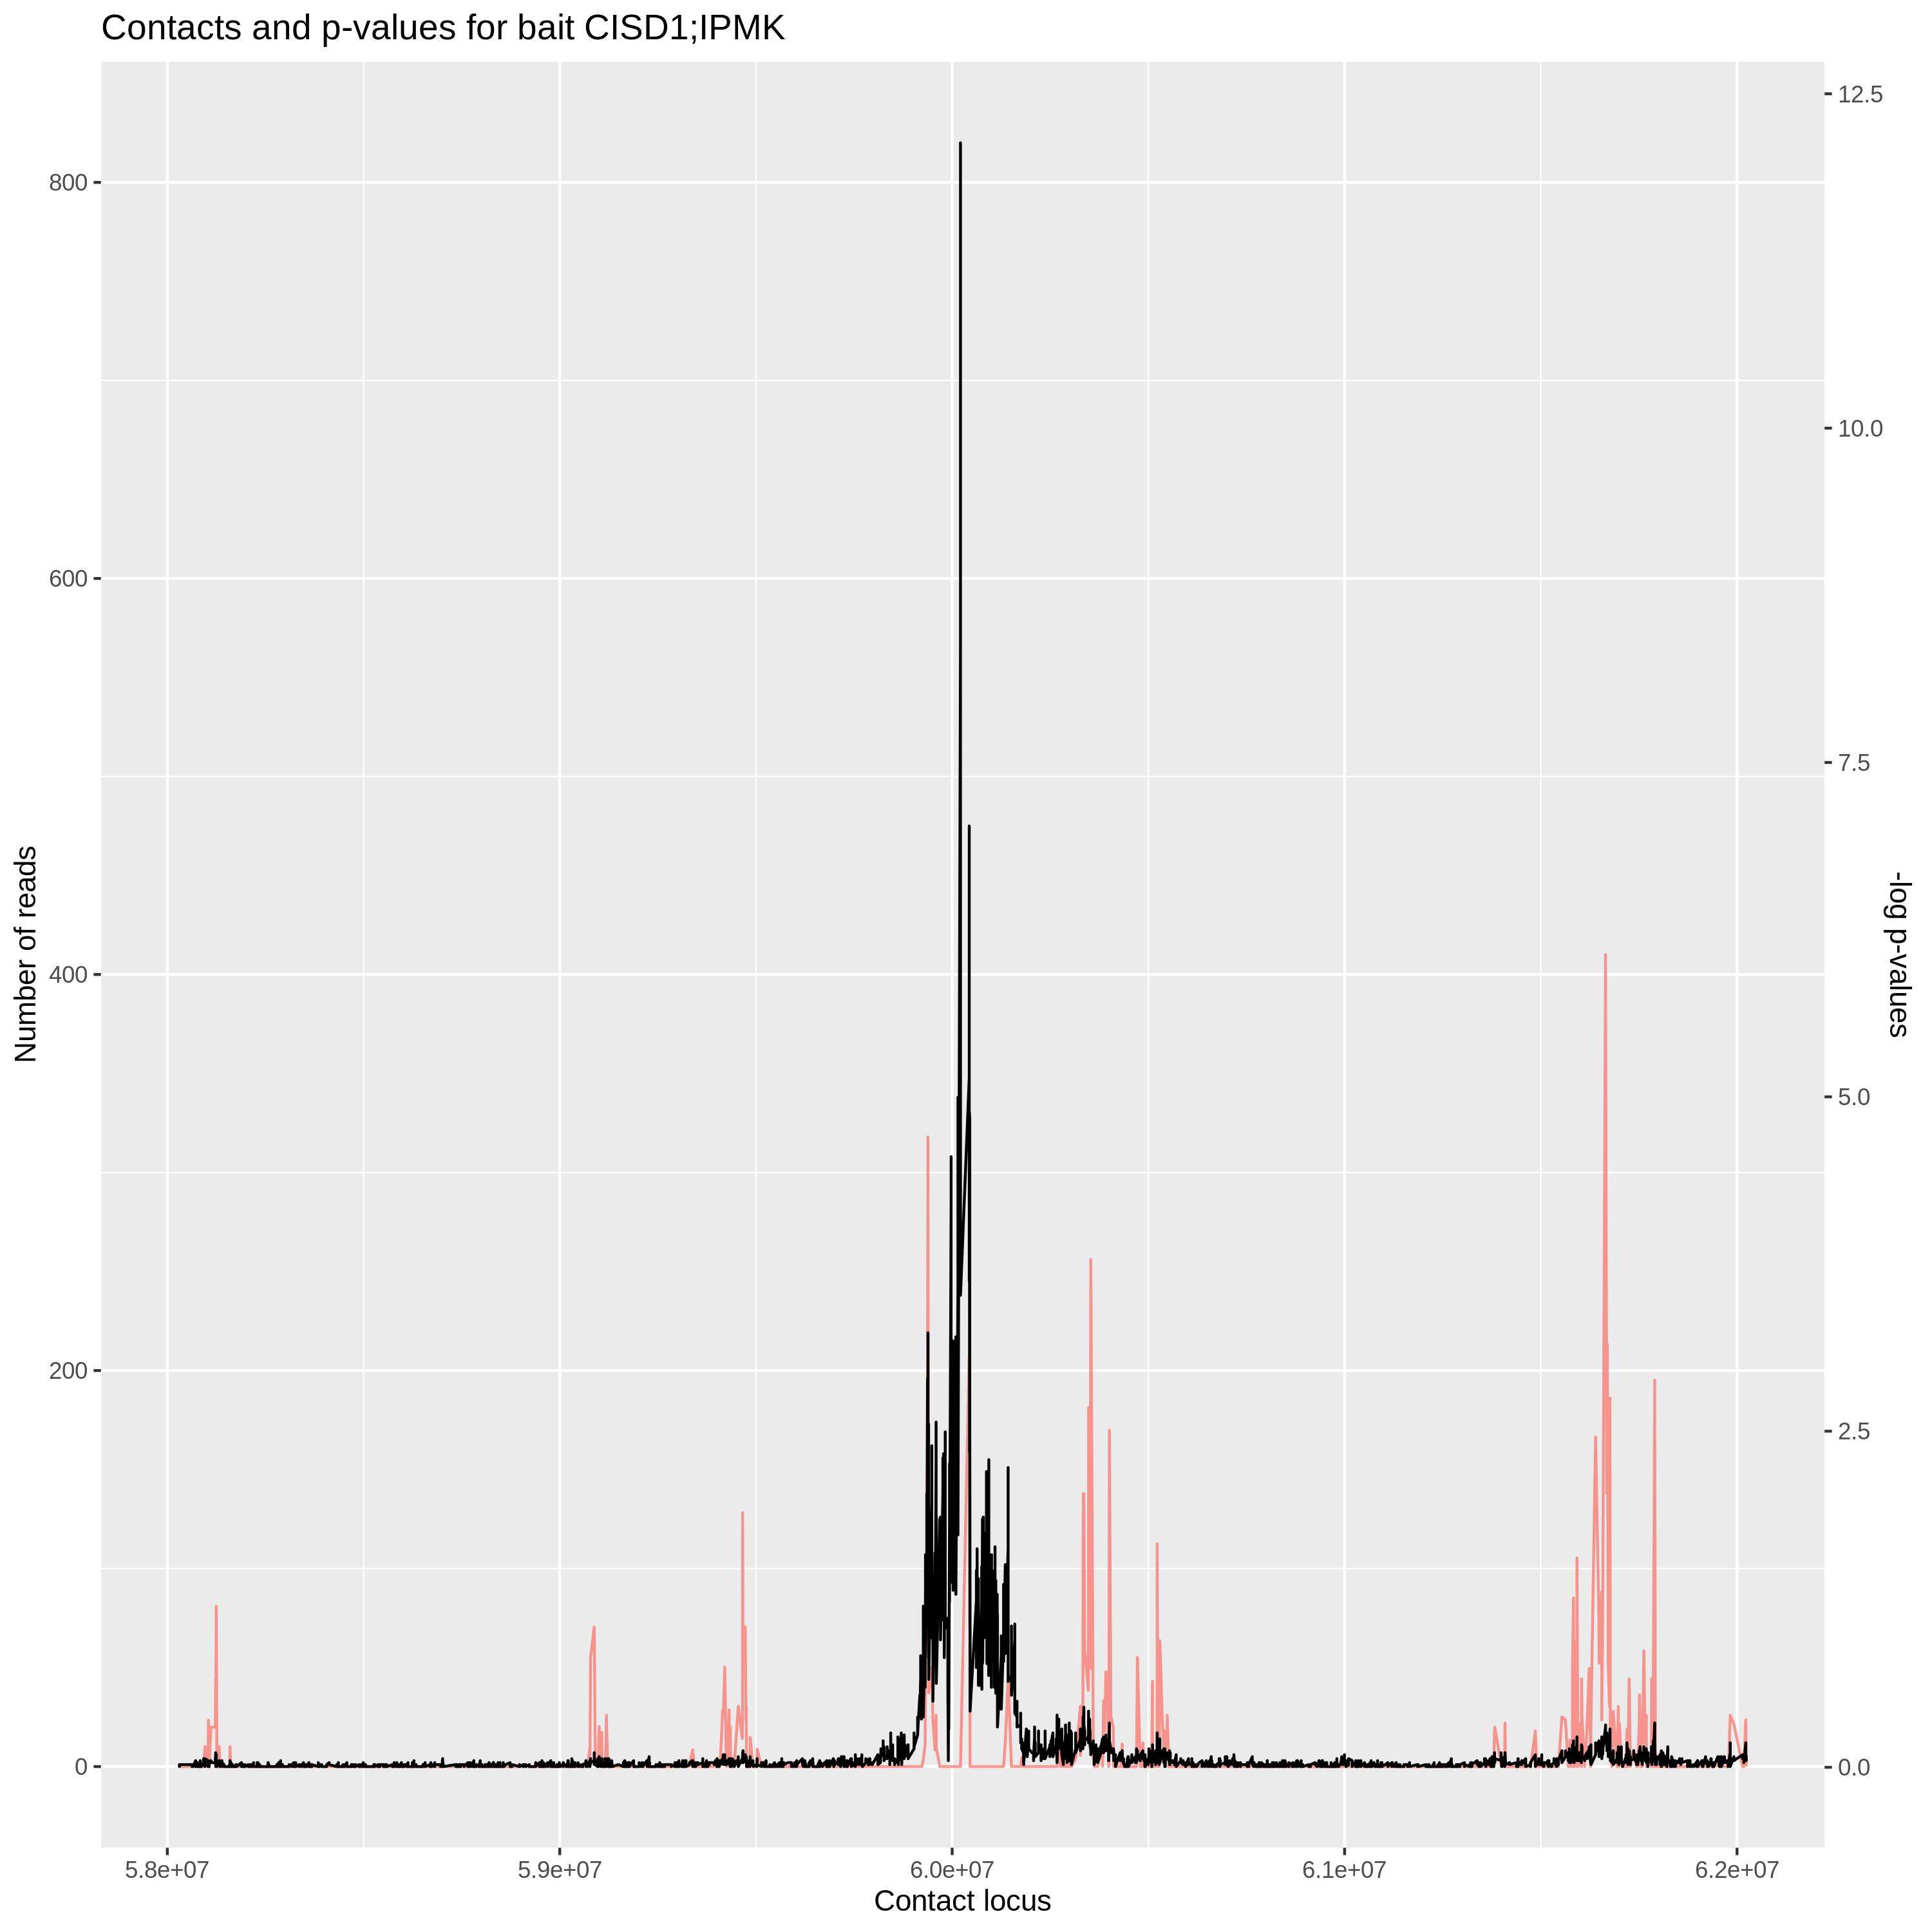 Contacts and p-values for bait CISD1;IPMK
Number of reads
800
600
400
200
0
12.5
10.0
7.5
5.0
2.5
0.0
-log p-values
5.8e+07
5.9e+07
6.0e+07
6.1e+07
6.2e+07
Contact locus